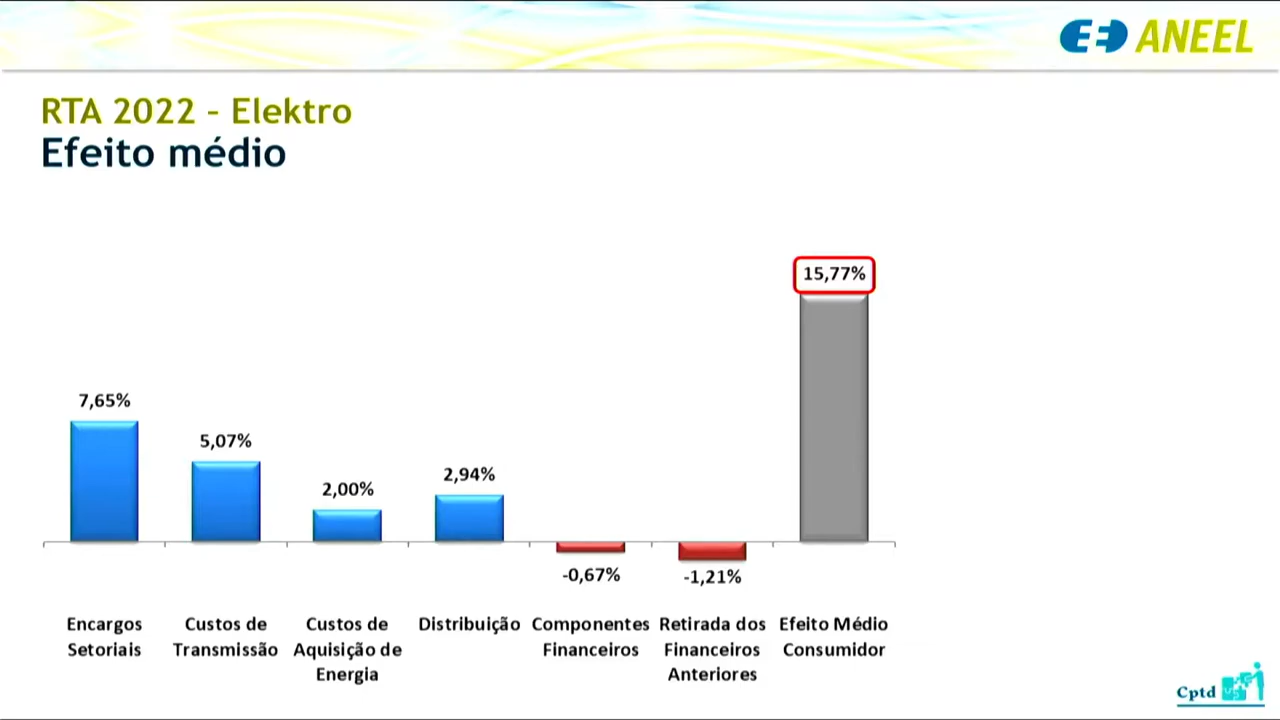 ANEEL
RTA 2022 – Elektro
Efeito médio
15,77%
7,65%
5,07%
2,00%
2,94%
-0,67%
-1,21%
Encargos Setoriais
Custos de Transmissão
Custos de Aquisição de Energia
Distribuição
Componentes Financeiros
Retirada dos Financeiros Anteriores
Efeito Médio Consumidor
Cptd